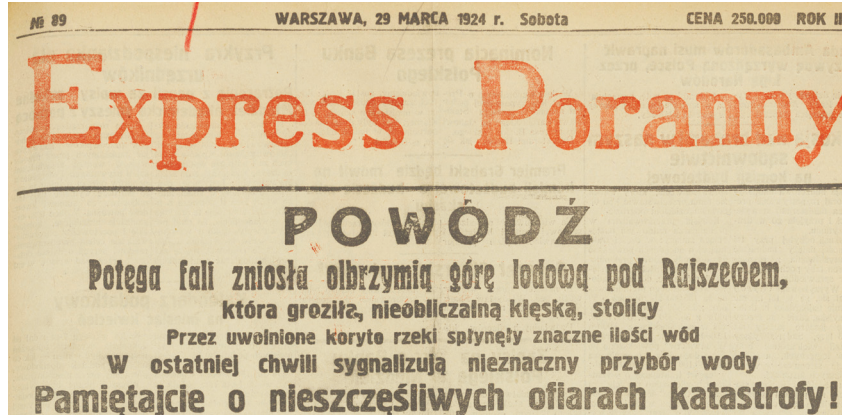 № 89 WARSZAWA, 29 MARCA 1924 r. Sobota CENA 250.000 ROK
Express Poranny
POWÓDŹ
Potęga fali zniosła olbrzymią górę lodową pod Rajszewem,
która groziła, nieobliczalną klęską, stolicy
Przez uwolnione koryto rzeki spłynęły znaczne ilości wód
W ostatniej chwili sygnalizują nieznaczny przybór wody
Pamiętajcie o nieszczęśliwych ofiarach katastrofy!